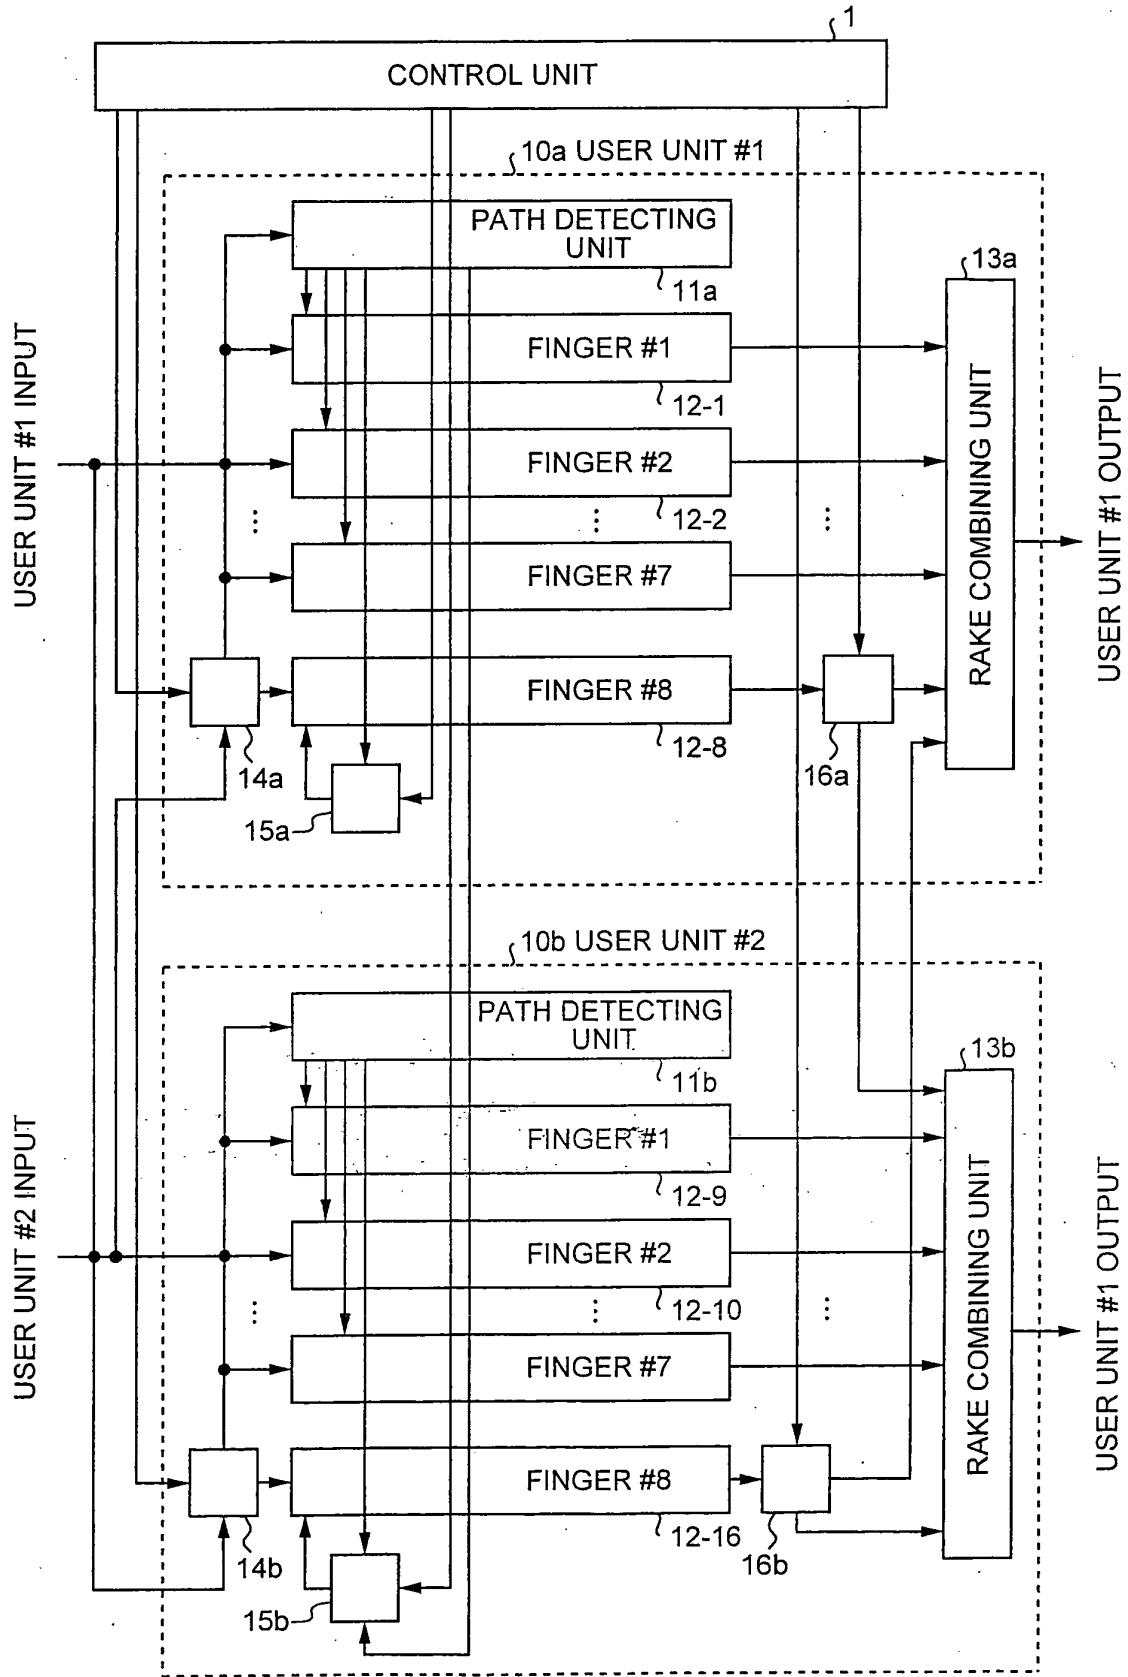 1
CONTROL UNIT
10a USER UNIT #1
PATH DETECTING
UNIT
11a
13a
FINGER #1
12-1
FINGER #2
12-2
FINGER #7
FINGER #8
12-8
14a
15a
16a
RAKE COMBINING UNIT
USER UNIT #1 INPUT
USER UNIT #1 OUTPUT
10b USER UNIT #2
PATH DETECTING
UNIT
11b
13b
FINGER #1
12-9
FINGER #2
12-10
FINGER #7
FINGER #8
12-16
14b
15b
16b
RAKE COMBINING UNIT
USER UNIT #2 INPUT
USER UNIT #1 OUTPUT